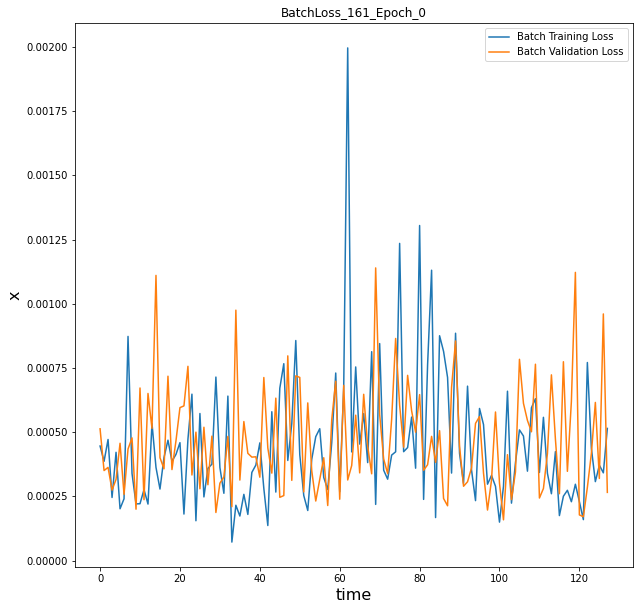 BatchLoss_161_Epoch_0
Batch Training Loss
Batch Validation Loss
0.00200
0.00175
0.00150
0.00125
0.00100
0.00075
0.00050
0.00025
0.00000
x
0 20 40 60 80 100 120
time